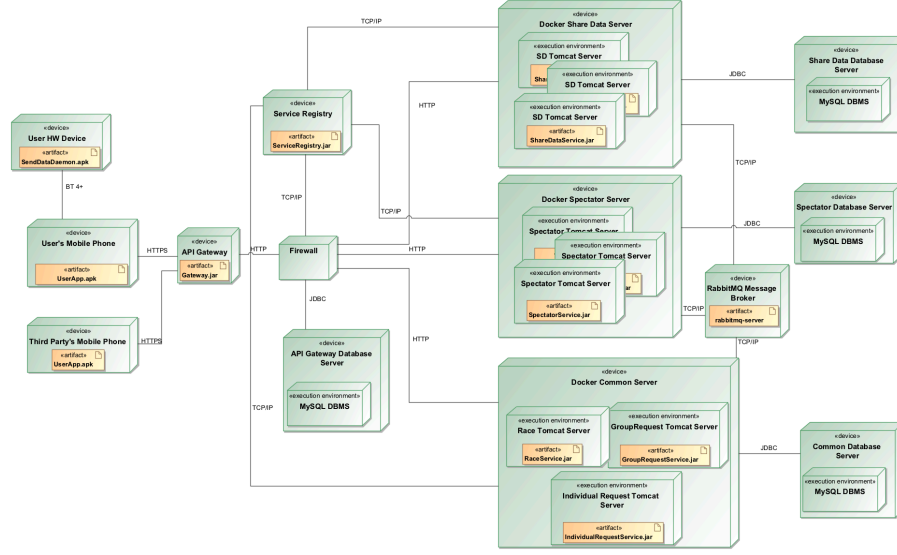 «device»
User HW Device
«artifact»
SendDataDaemon.apk
BT 4+
«device»
User's Mobile Phone
«artifact»
UserApp.apk
HTTPS
«device»
Third Party's Mobile Phone
«artifact»
UserApp.apk
HTTPS
«device»
API Gateway
«artifact»
Gateway.jar
HTTP
«device»
Service Registry
«artifact»
ServiceRegistry.jar
TCP/IP
TCP/IP
TCP/IP
TCP/IP
Firewall
JDBC
«device»
API Gateway Database
Server
«execution environment»
MySQL DBMS
HTTP
HTTP
HTTP
«device»
Docker Share Data Server
«execution environment»
SD Tomcat Server
Sha
«execution environment»
SD Tomcat Server
«execution environment»
SD Tomcat Server
«artifact»
ShareDataService.jar
JDBC
«device»
Share Data Database
Server
«execution environment»
MySQL DBMS
TCP/IP
«device»
Docker Spectator Server
«execution environment»
Spectator Tomcat Server
«execution environment»
Spectator Tomcat Server
ar
«execution environment»
Spectator Tomcat Server
«artifact»
SpectatorService.jar
JDBC
«device»
Spectator Database Server
«execution environment»
MySQL DBMS
TCP/IP
«device»
RabbitMQ Message
Broker
«artifact»
rabbitmq-server
TCP/IP
«device»
Docker Common Server
«execution environment»
Race Tomcat Server
«artifact»
RaceService.jar
«execution environment»
GroupRequest Tomcat Server
«artifact»
GroupRequestService.jar
«execution environment»
Individual Request Tomcat
Server
«artifact»
IndividualRequestService.jar
JDBC
«device»
Common Database
Server
«execution environment»
MySQL DBMS